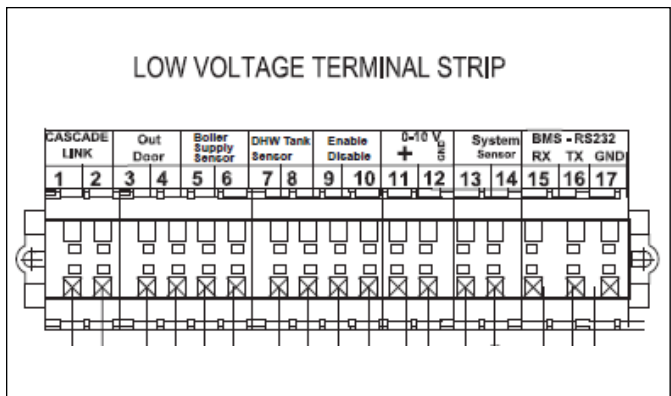 LOW VOLTAGE TERMINAL STRIP
CASCADE LINK Out Door Boiler Supply Sensor DHW Tank Sensor Enable Disable 0-10 V + GND System Sensor BMS - RS232 RX TX GND
1 2 3 4 5 6 7 8 9 10 11 12 13 14 15 16 17